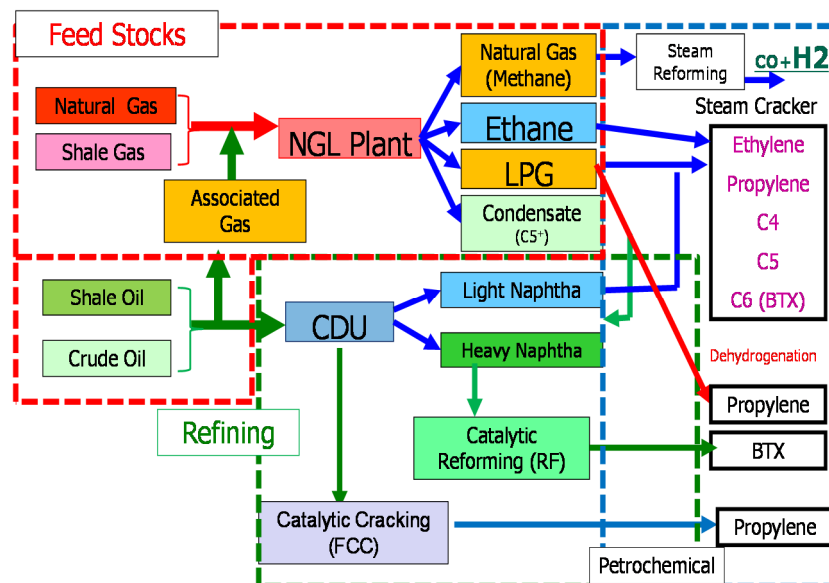 Feed Stocks
Natural Gas
(Methane)
Steam
Reforming
CO+H2
Steam Cracker
Natural Gas
Shale Gas
NGL Plant
Ethane
LPG
Condensate
(C5+)
Ethylene
Propylene
C4
C5
C6 (BTX)
Associated
Gas
Shale Oil
Crude Oil
CDU
Light Naphtha
Heavy Naphtha
Dehydrogenation
Propylene
Refining
Catalytic
Reforming (RF)
BTX
Catalytic Cracking
(FCC)
Propylene
Petrochemical